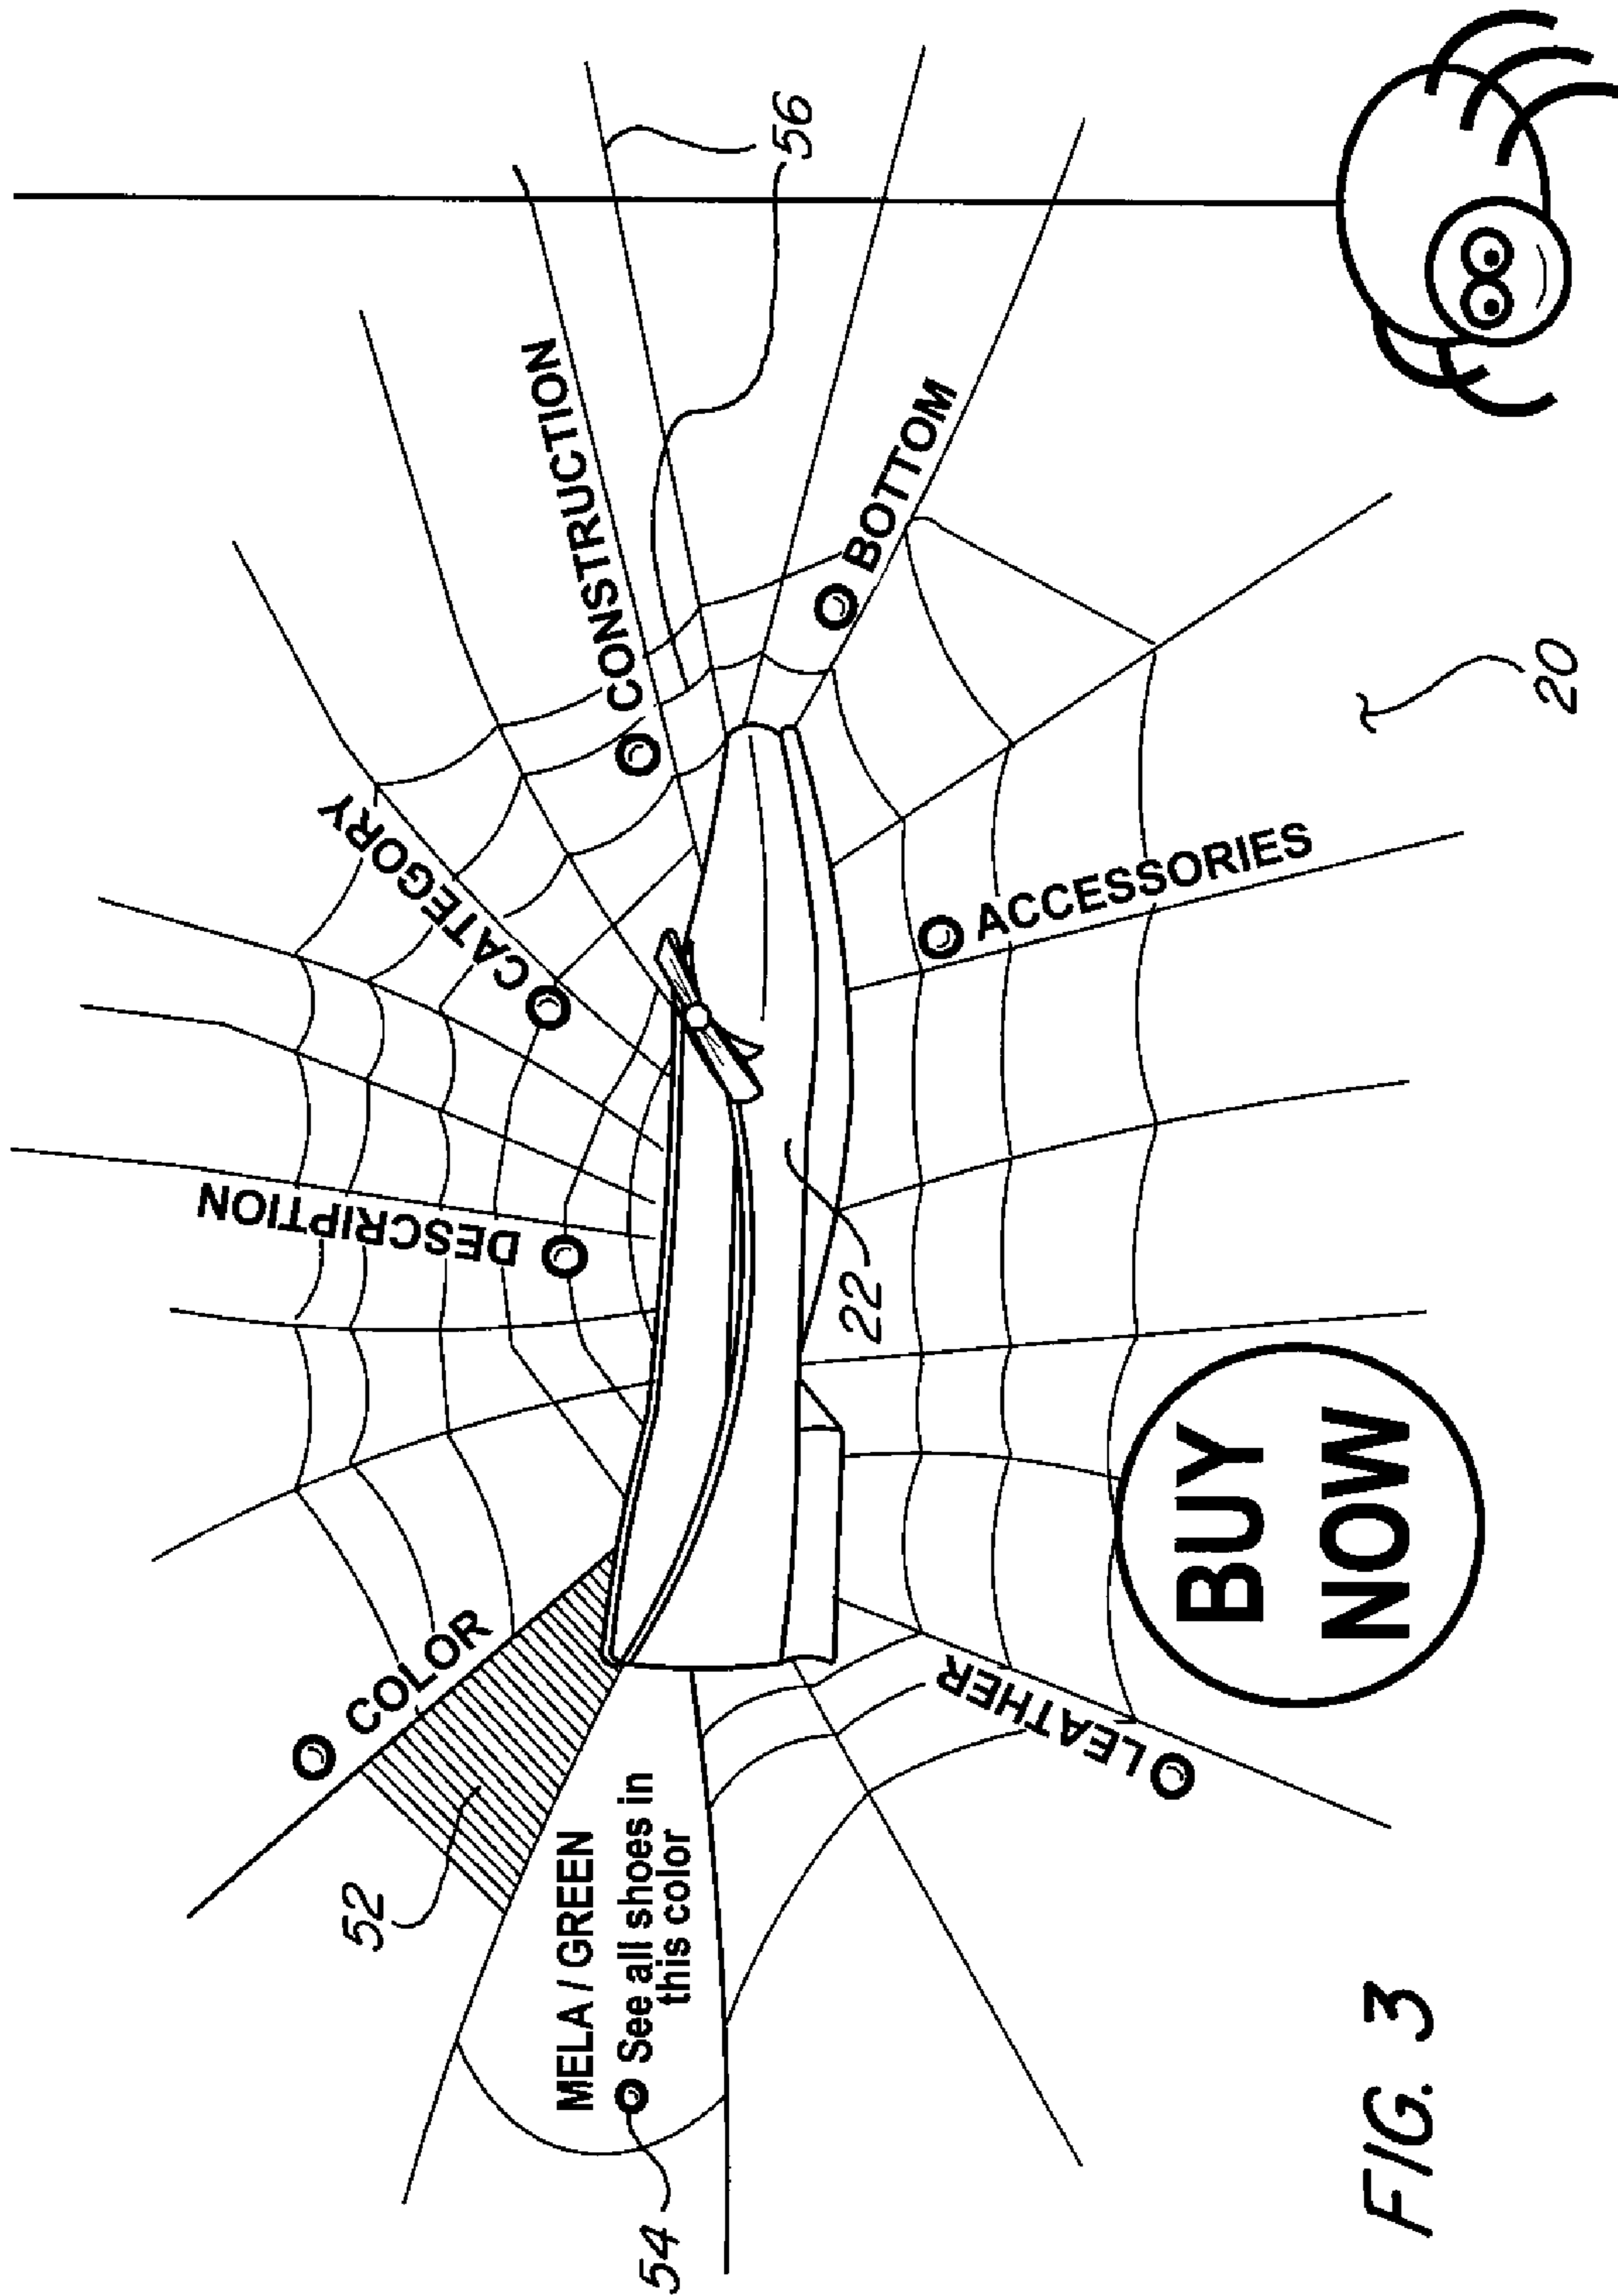 DESCRIPTION
CATEGORY
COLOR
CONSTRUCTION
56
52
MELA / GREEN
See all shoes in
this color
54
22
BOTTOM
LEATHER
ACCESSORIES
BUY
NOW
20
FIG. 3